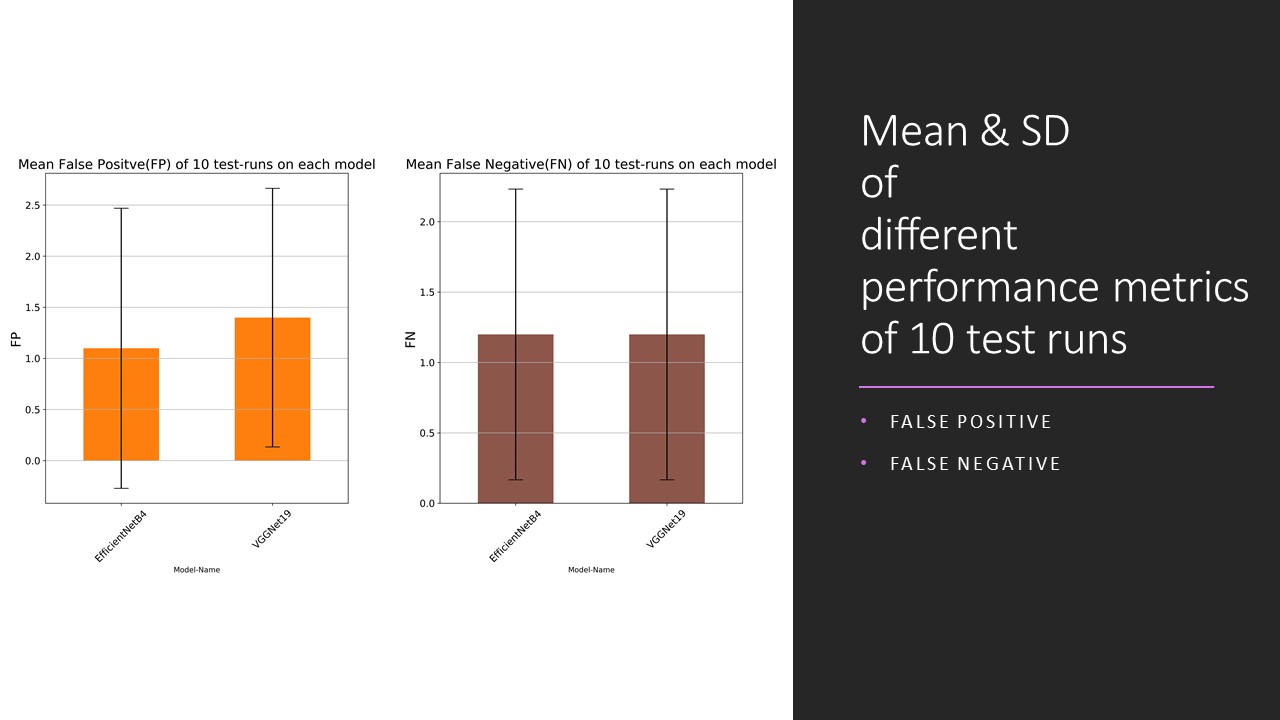 Mean False Positve(FP) of 10 test-runs on each model
2.5
2.0
1.5
1.0
0.5
0.0
FP
EfficientNetB4
VGGNet19
Model-Name
Mean False Negative(FN) of 10 test-runs on each model
2.0
1.5
1.0
0.5
0.0
FN
EfficientNetB4
VGGNet19
Model-Name
Mean & SD
of
different
performance metrics
of 10 test runs
• FALSE POSITIVE
• FALSE NEGATIVE